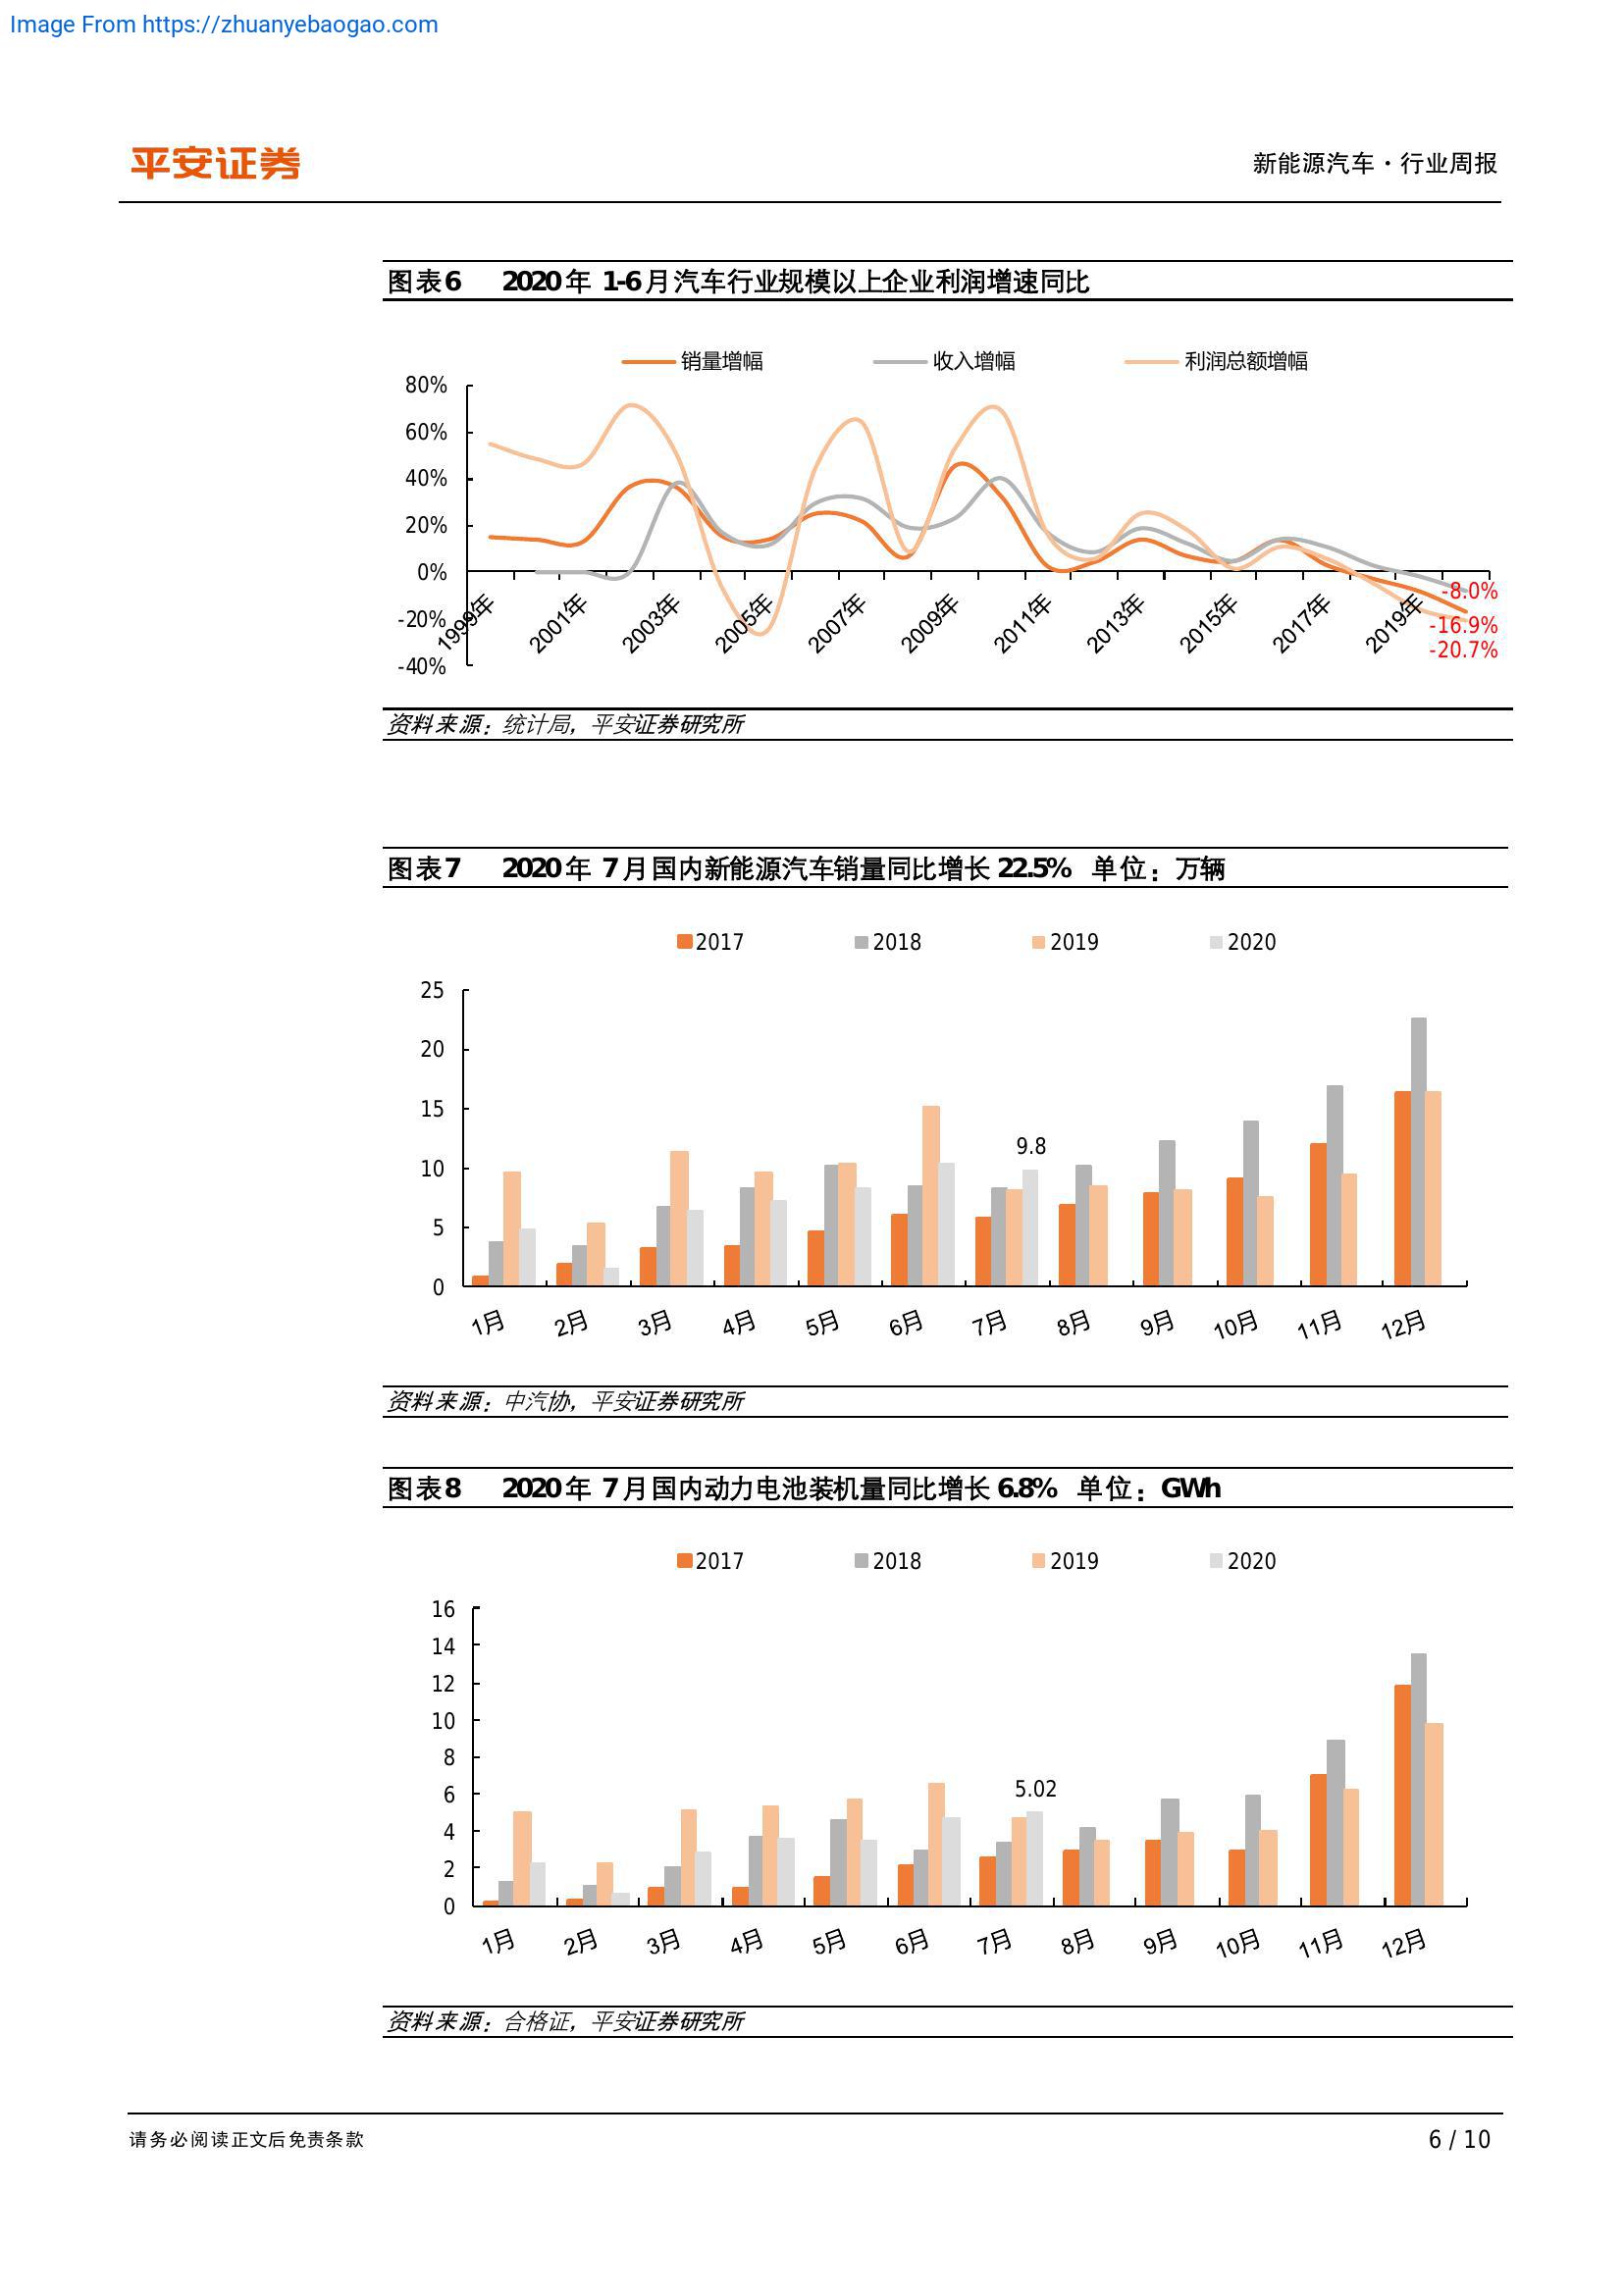 Image From https://zhuanyebaogao.com
平安证券
新能源汽车·行业周报
图表6 2020年 1-6月汽车行业规模以上企业利润增速同比
销量增幅 收入增幅 利润总额增幅
80%
60%
40%
20%
0%
-20%
-40%
1999年 2001年 2003年 2005年 2007年 2009年 2011年 2013年 2015年 2017年 2019年
-8.0%
-16.9%
-20.7%
资料来源：统计局，平安证券研究所
图表7 2020年 7月国内新能源汽车销量同比增长22.5% 单位：万辆
2017 2018 2019 2020
25
20
15
10
5
0
9.8
1月 2月 3月 4月 5月 6月 7月 8月 9月 10月 11月 12月
资料来源：中汽协，平安证券研究所
图表8 2020年 7月国内动力电池装机量同比增长6.8% 单位：GWh
2017 2018 2019 2020
16
14
12
10
8
6
4
2
0
5.02
1月 2月 3月 4月 5月 6月 7月 8月 9月 10月 11月 12月
资料来源：合格证，平安证券研究所
请务必阅读正文后免责条款
6 / 10